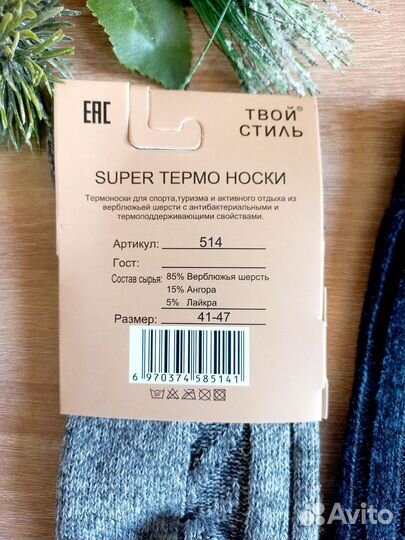 EAC
ТВОЙ®
СТИЛЬ
SUPER ТЕРМО НОСКИ
Термоноски для спорта,туризма и активного отдыха из
верблюжьей шерсти с антибактериальными и
термоподдерживающими свойствами.
Артикул: 514
Гост:
Состав сырья: 85% Верблюжья шерсть
15% Ангора
5% Лайкра
Размер: 41-47
6 970374 585141
Avito